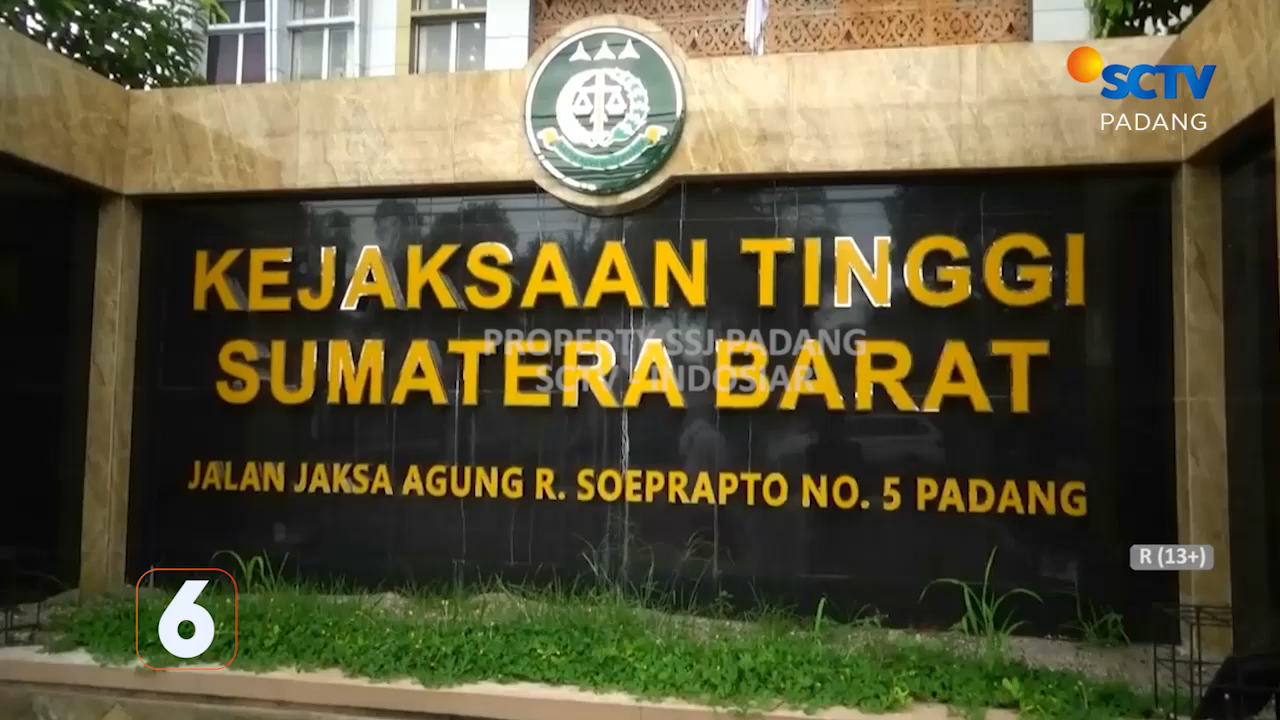 SCTV
PADANG
KEJAKSAAN TINGGI
SUMATERA BARAT
PROPERTY SSJ PADANG
SCTV - INDOSIAR
JALAN JAKSA AGUNG R. SOEPRAPTO NO. 5 PADANG
R (13+)
6